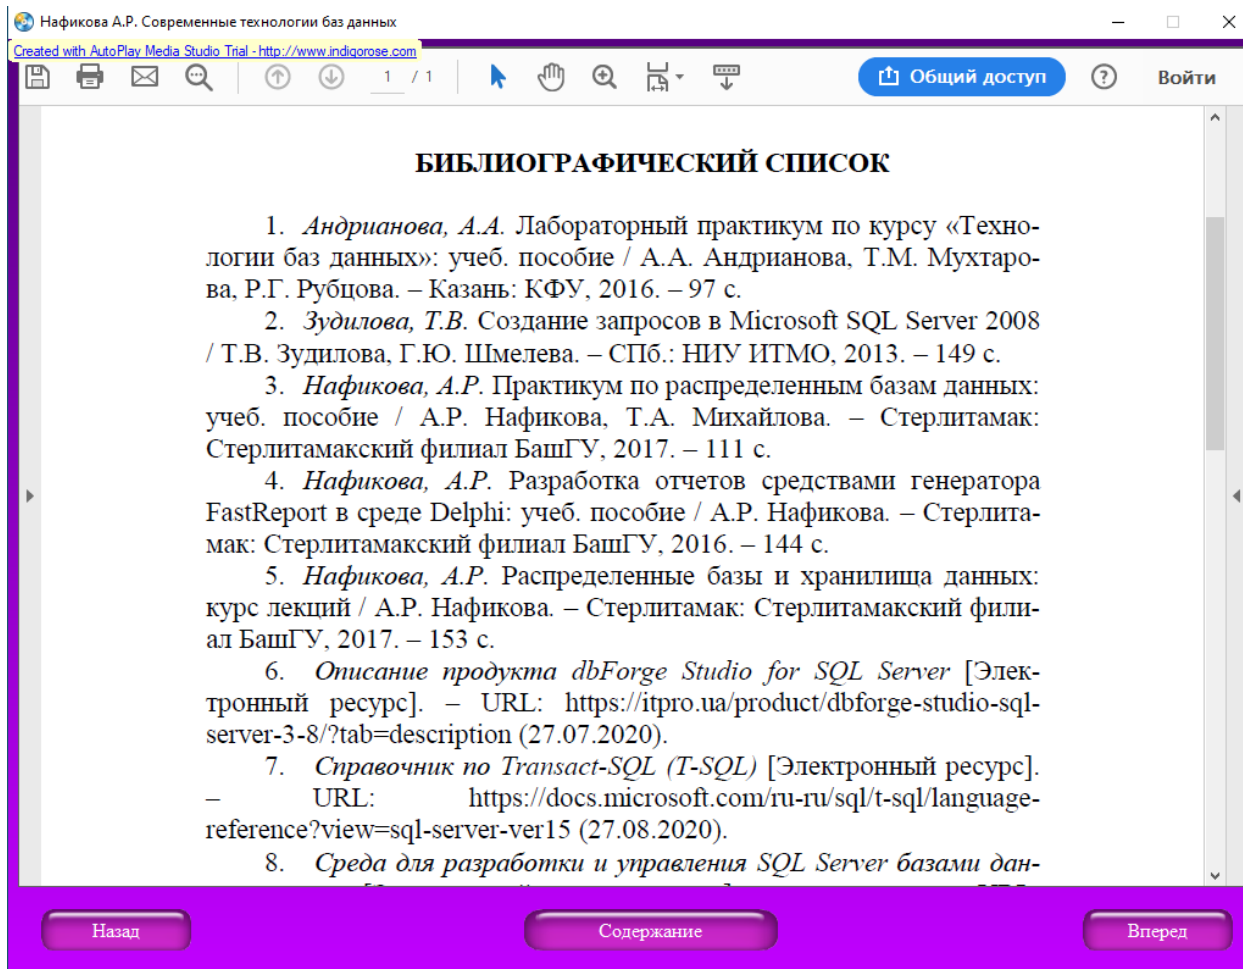 Нафикова А.Р. Современные технологии баз данных
Created with AutoPlay Media Studio Trial - http://www.indigorose.com
1 / 1
Общий доступ
Войти
БИБЛИОГРАФИЧЕСКИЙ СПИСОК
1. Андрианова, А.А. Лабораторный практикум по курсу «Техно-
логии баз данных»: учеб. пособие / А.А. Андрианова, Т.М. Мухтаро-
ва, Р.Г. Рубцова. – Казань: КФУ, 2016. – 97 с.
2. Зудилова, Т.В. Создание запросов в Microsoft SQL Server 2008
/ Т.В. Зудилова, Г.Ю. Шмелева. – СПб.: НИУ ИТМО, 2013. – 149 с.
3. Нафикова, А.Р. Практикум по распределенным базам данных:
учеб. пособие / А.Р. Нафикова, Т.А. Михайлова. – Стерлитамак:
Стерлитамакский филиал БашГУ, 2017. – 111 с.
4. Нафикова, А.Р. Разработка отчетов средствами генератора
FastReport в среде Delphi: учеб. пособие / А.Р. Нафикова. – Стерлита-
мак: Стерлитамакский филиал БашГУ, 2016. – 144 с.
5. Нафикова, А.Р. Распределенные базы и хранилища данных:
курс лекций / А.Р. Нафикова. – Стерлитамак: Стерлитамакский фили-
ал БашГУ, 2017. – 153 с.
6. Описание продукта dbForge Studio for SQL Server [Элек-
тронный ресурс]. – URL: https://itpro.ua/product/dbforge-studio-sql-
server-3-8/?tab=description (27.07.2020).
7. Справочник по Transact-SQL (T-SQL) [Электронный ресурс].
– URL: https://docs.microsoft.com/ru-ru/sql/t-sql/language-
reference?view=sql-server-ver15 (27.08.2020).
8. Среда для разработки и управления SQL Server базами дан-
Назад
Содержание
Вперед